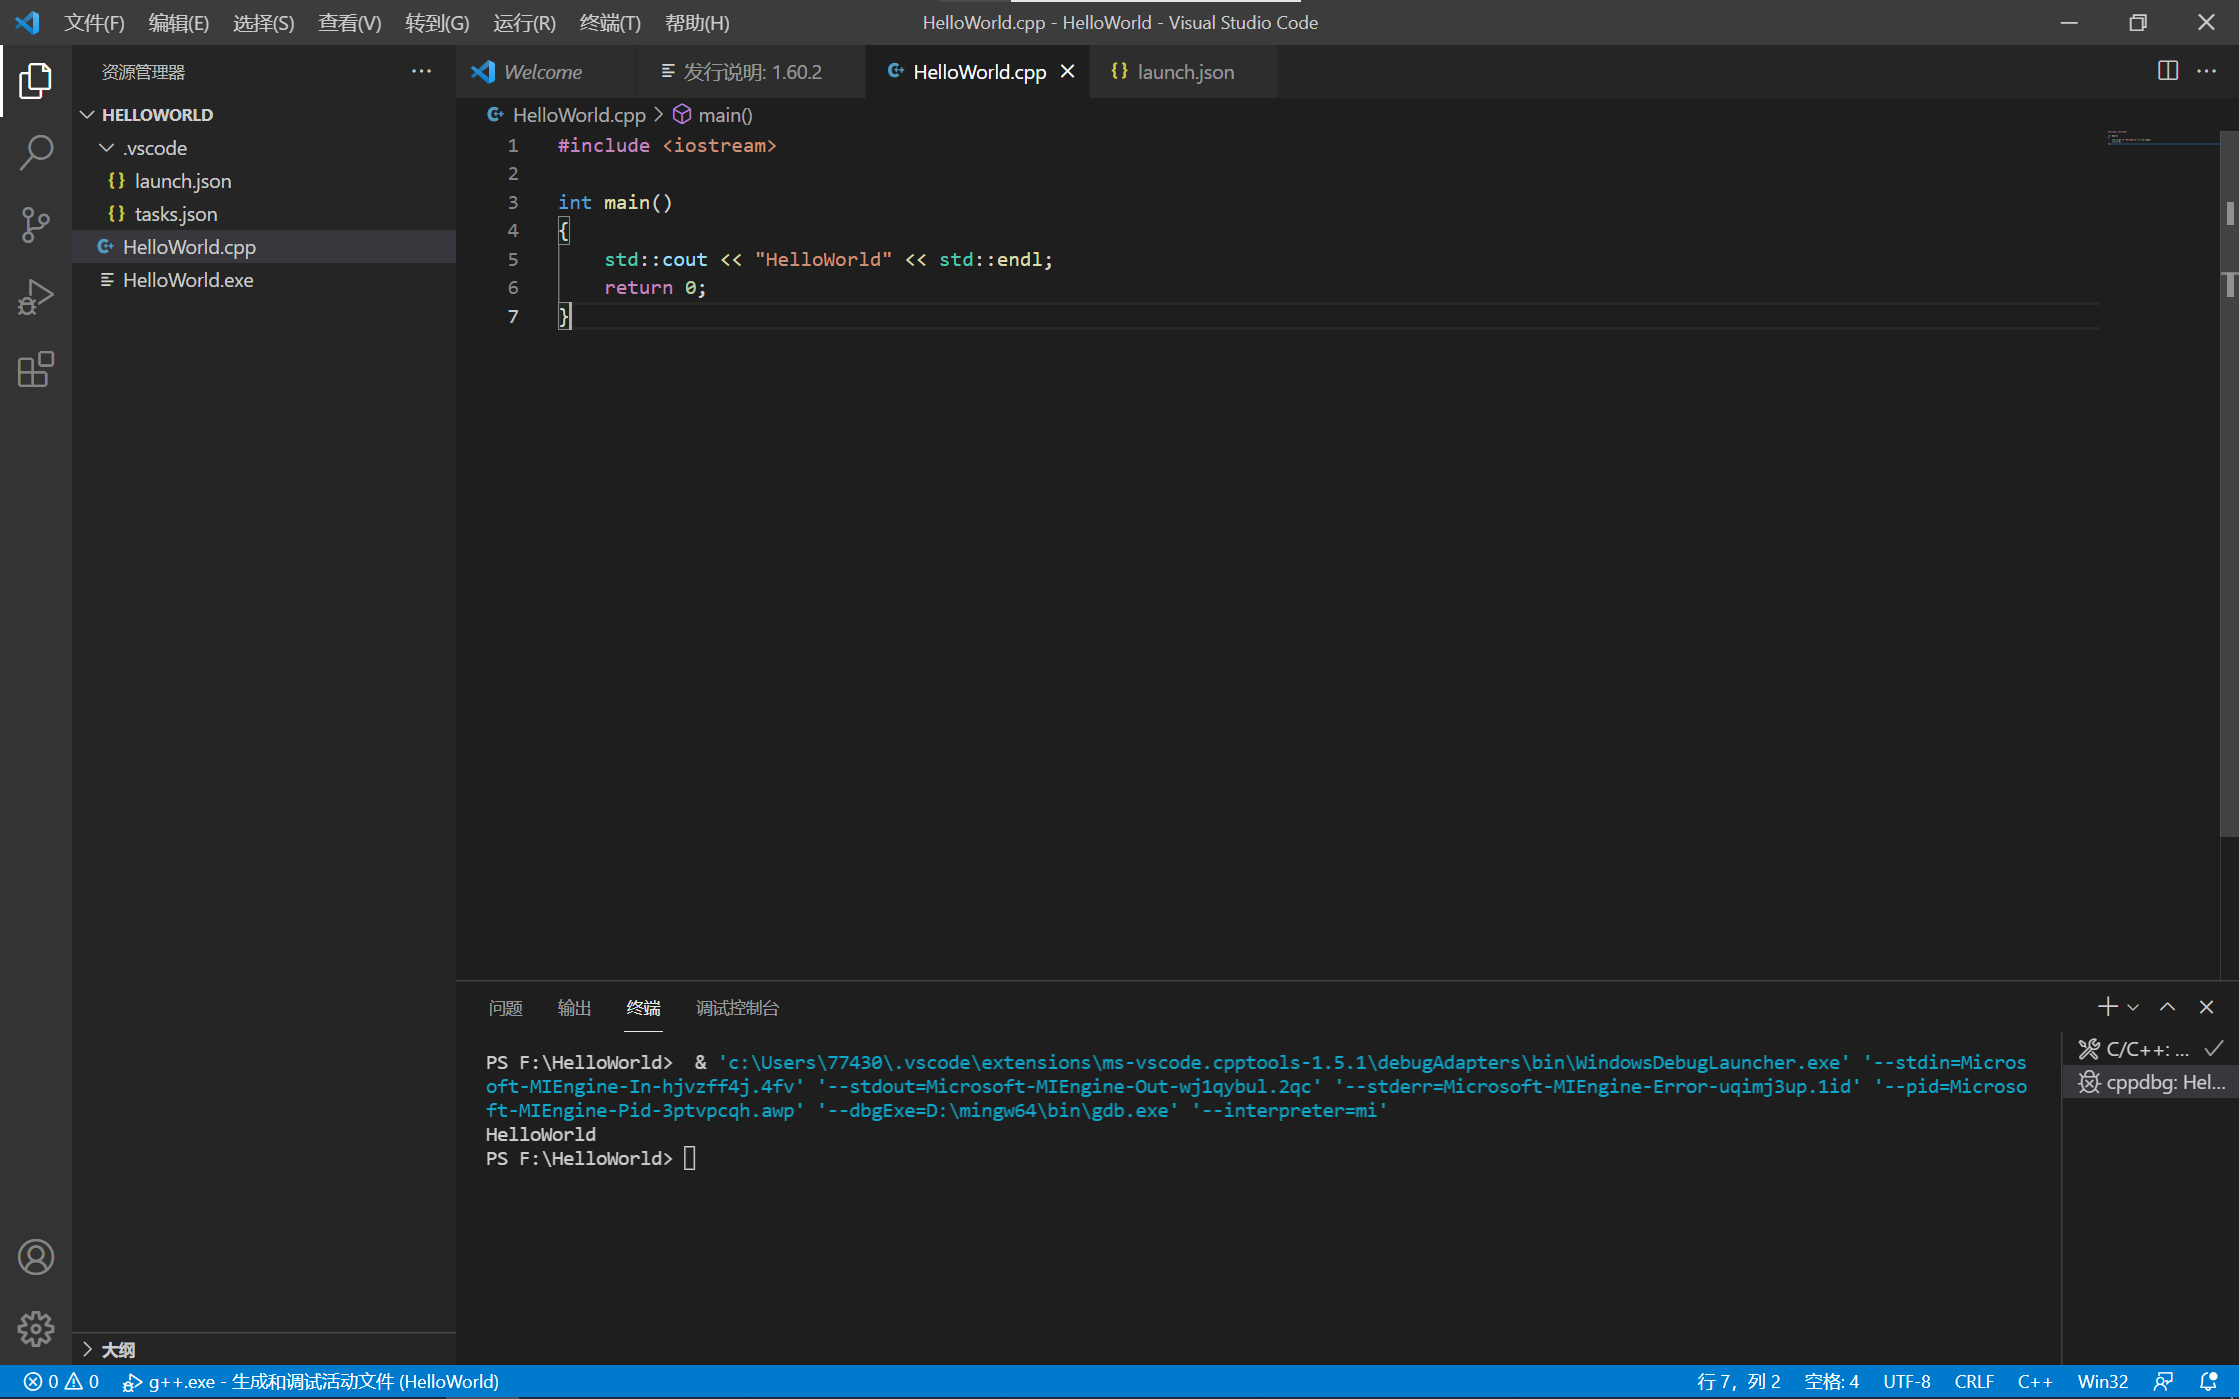 文件(F) 编辑(E) 选择(S) 查看(V) 转到(G) 运行(R) 终端(T) 帮助(H) HelloWorld.cpp - HelloWorld - Visual Studio Code
资源管理器
HELLOWORLD
.vscode
{} launch.json
{} tasks.json
HelloWorld.cpp
HelloWorld.exe
大纲
Welcome 发行说明: 1.60.2 HelloWorld.cpp {} launch.json
HelloWorld.cpp > main()
1 #include <iostream>
2
3 int main()
4 {
5 std::cout << "HelloWorld" << std::endl;
6 return 0;
7 }
问题 输出 终端 调试控制台
PS F:\HelloWorld>  & 'c:\Users\77430\.vscode\extensions\ms-vscode.cpptools-1.5.1\debugAdapters\bin\WindowsDebugLauncher.exe' '--stdin=Micros
oft-MIEngine-In-hjvzff4j.4fv' '--stdout=Microsoft-MIEngine-Out-wj1qybul.2qc' '--stderr=Microsoft-MIEngine-Error-uqimj3up.1id' '--pid=Microso
ft-MIEngine-Pid-3ptvpcqh.awp' '--dbgExe=D:\mingw64\bin\gdb.exe' '--interpreter=mi'
HelloWorld
PS F:\HelloWorld>
C/C++: ...
cppdbg: Hel...
0 0 g++.exe - 生成和调试活动文件 (HelloWorld) 行 7，列 2 空格: 4 UTF-8 CRLF C++ Win32